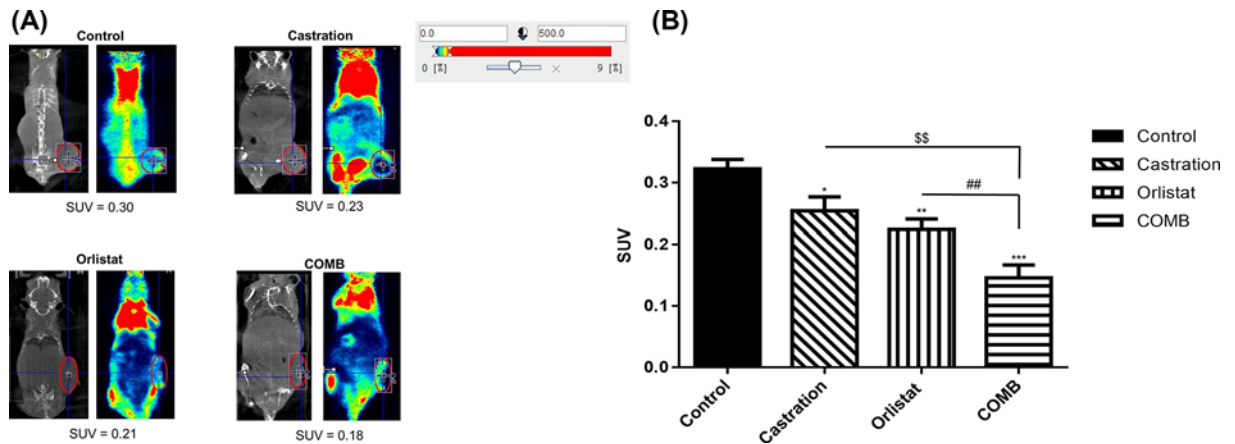 (A)
Control
Castration
SUV = 0.30
SUV = 0.23
Orlistat
COMB
SUV = 0.21
SUV = 0.18
0.0
500.0
0 [%]
9 [%]
(B)
0.4
0.3
0.2
0.1
0.0
SUV
$$
##
*
**
***
Control
Castration
Orlistat
COMB
Control
Castration
Orlistat
COMB